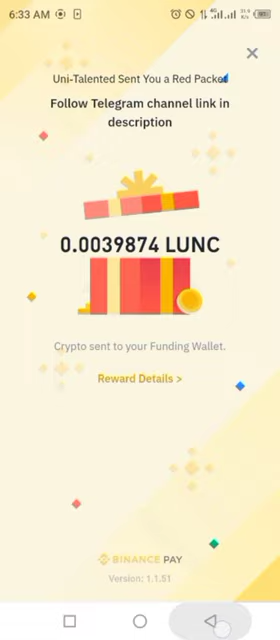 6:33 AM
Uni-Talented Sent You a Red Packet
Follow Telegram channel link in
description
0.0039874 LUNC
Crypto sent to your Funding Wallet.
Reward Details >
BINANCE PAY
Version: 1.1.51